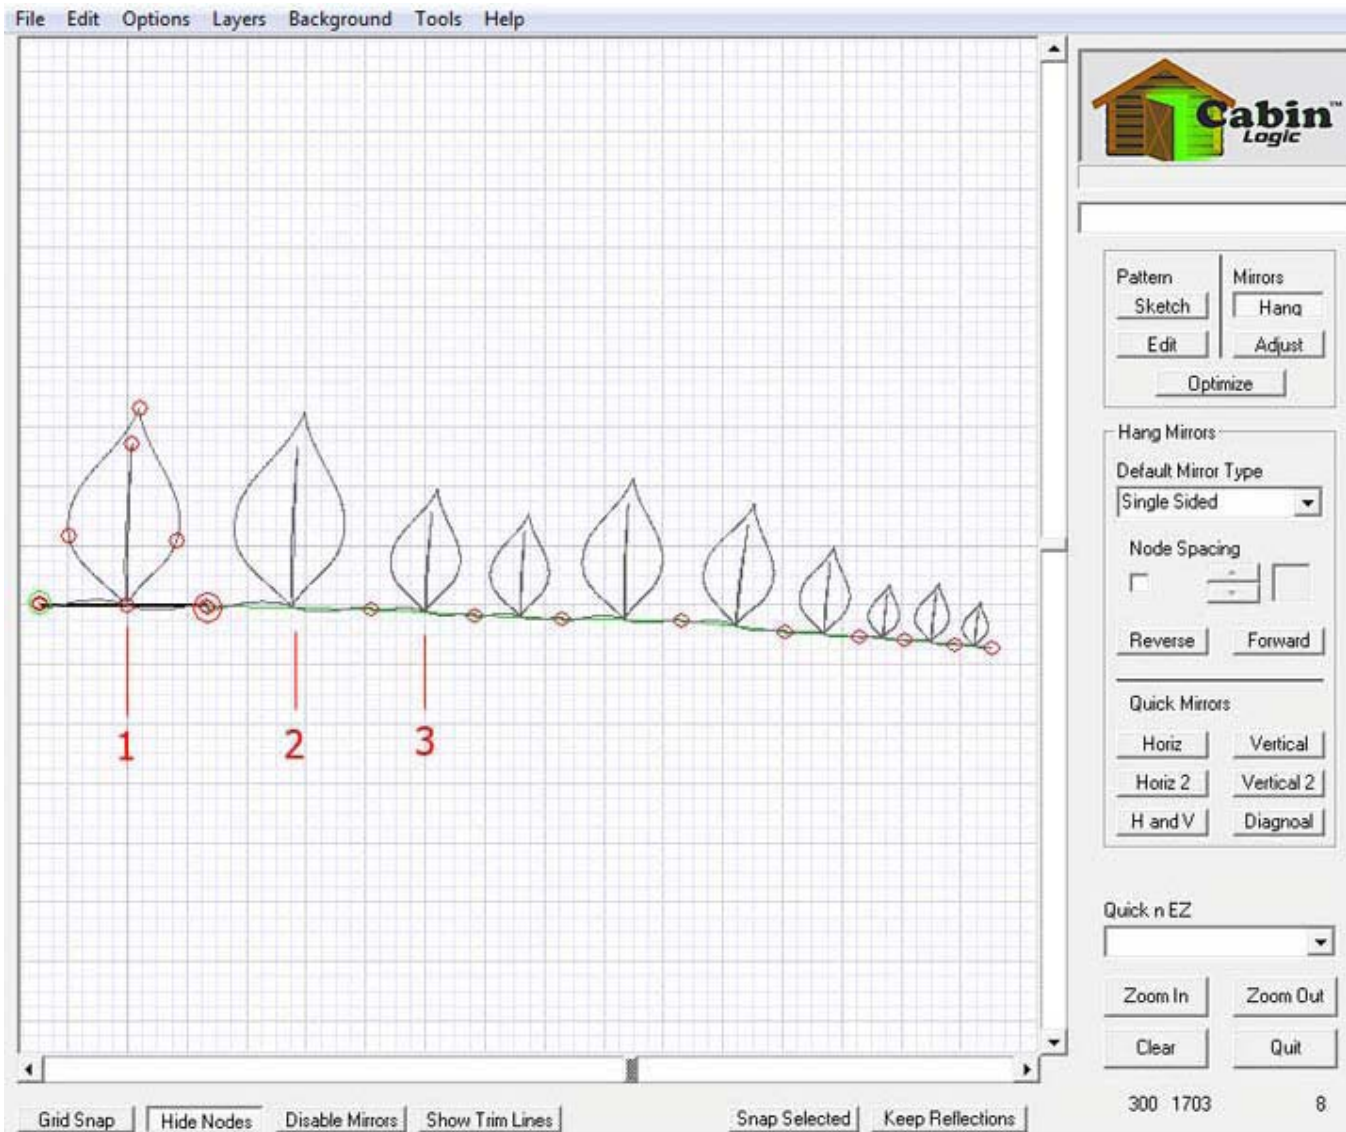 File Edit Options Layers Background Tools Help
Cabin™
Logic
Pattern Mirrors
Sketch Hang
Edit Adjust
Optimize
Hang Mirrors
Default Mirror Type
Single Sided
Node Spacing
Reverse Forward
Quick Mirrors
Horiz Vertical
1 2 3
Horiz 2 Vertical 2
H and V Diagnoal
Quick n EZ
Zoom In Zoom Out
Clear Quit
300 1703 8
Grid Snap Hide Nodes Disable Mirrors Show Trim Lines Snap Selected Keep Reflections